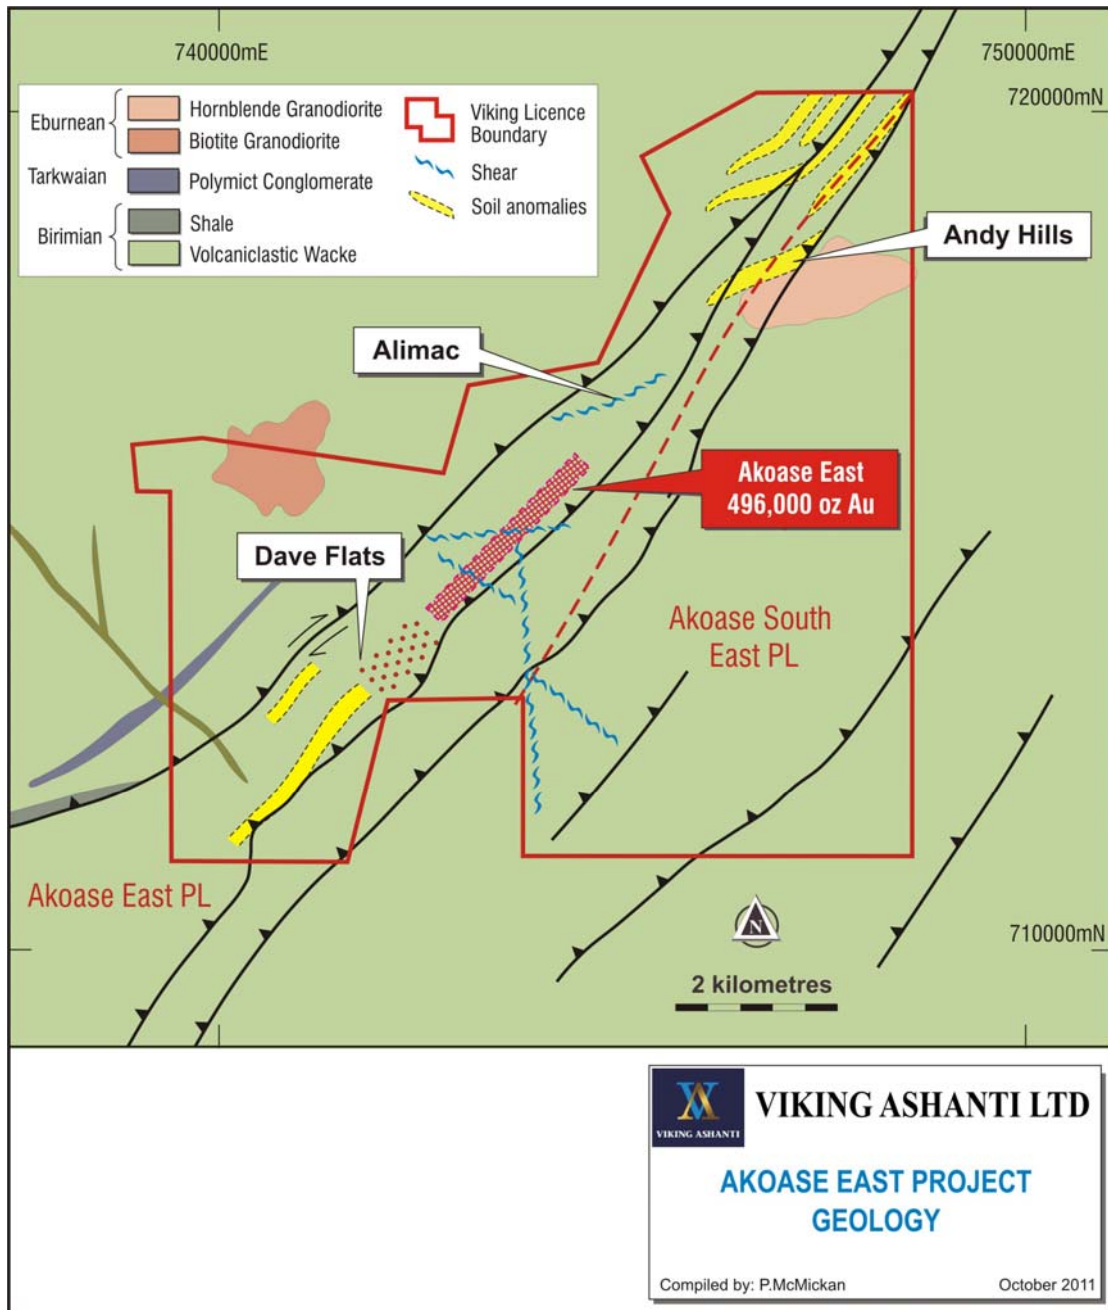 740000mE
750000mE
720000mN
Eburnean
Hornblende Granodiorite
Biotite Granodiorite
Tarkwaian
Polymict Conglomerate
Birimian
Shale
Volcaniclastic Wacke
Viking Licence
Boundary
Shear
Soil anomalies
Andy Hills
Alimac
Akoase East
496,000 oz Au
Dave Flats
Akoase South
East PL
Akoase East PL
N
710000mN
2 kilometres
VA
VIKING ASHANTI
VIKING ASHANTI LTD
AKOASE EAST PROJECT
GEOLOGY
Compiled by: P.McMickan
October 2011